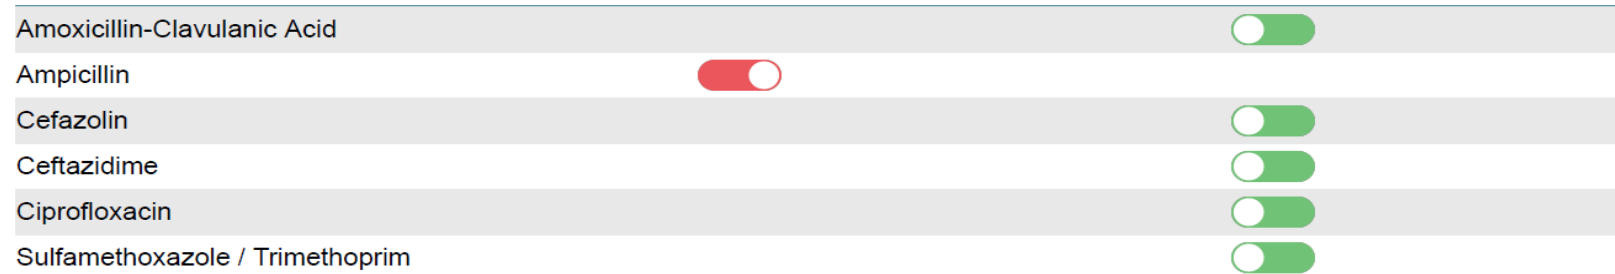 Amoxicillin-Clavulanic Acid
Ampicillin
Cefazolin
Ceftazidime
Ciprofloxacin
Sulfamethoxazole / Trimethoprim